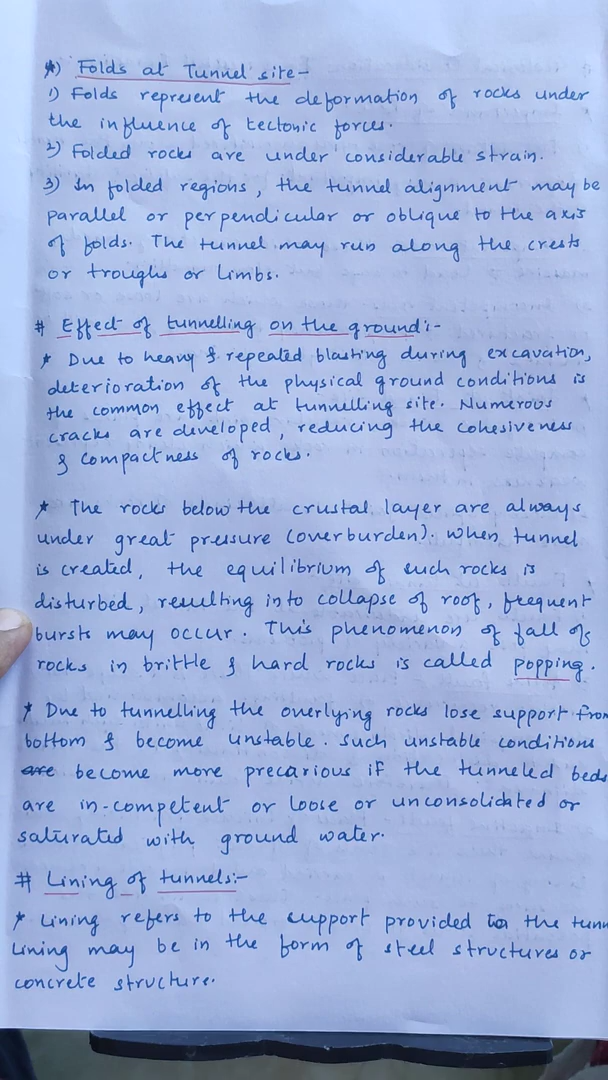 *) Folds at Tunnel site-
1) Folds represent the deformation of rocks under
the influence of tectonic forces.
2) Folded rocks are under considerable strain.
3) In folded regions, the tunnel alignment may be
parallel or perpendicular or oblique to the axis
of folds. The tunnel may run along the crests
or troughs or limbs.
# Effect of tunnelling on the ground:-
* Due to heavy & repeated blasting during excavation,
deterioration of the physical ground conditions is
the common effect at tunnelling site. Numerous
cracks are developed, reducing the cohesiveness
& compactness of rocks.
* The rocks below the crustal layer are always
under great pressure (overburden). When tunnel
is created, the equilibrium of such rocks is
disturbed, resulting into collapse of roof, frequent
bursts may occur. This phenomenon of fall of
rocks in brittle & hard rocks is called popping.
* Due to tunnelling the overlying rocks lose support from
bottom & become unstable. Such unstable conditions
are become more precarious if the tunneled beds
are in-competent or loose or unconsolidated or
saturated with ground water.
# Lining of tunnels:-
* Lining refers to the support provided to the tunn
Lining may be in the form of steel structures or
concrete structure.